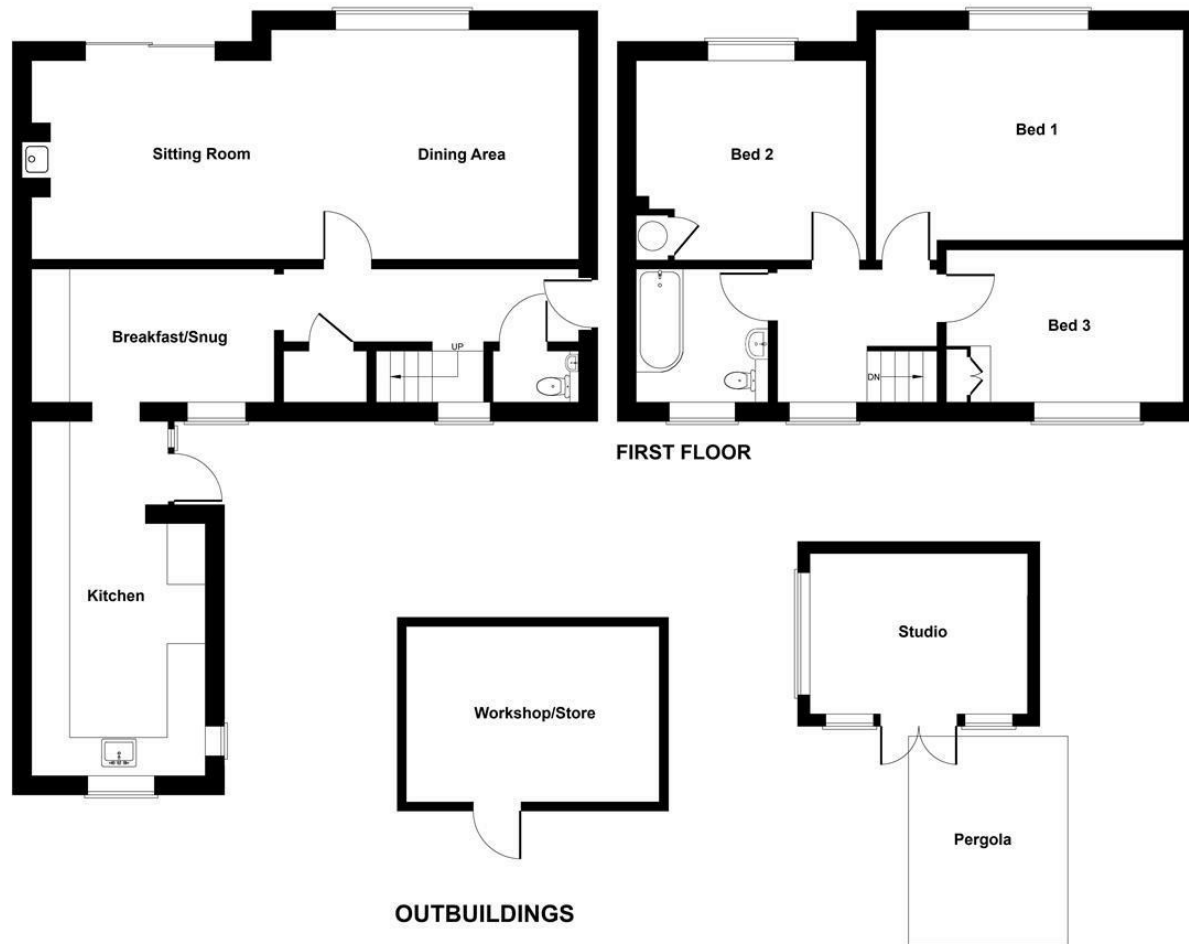 Sitting Room
Dining Area
Breakfast/Snug
UP
Kitchen
Bed 1
Bed 2
Bed 3
DN
FIRST FLOOR
Workshop/Store
Studio
Pergola
OUTBUILDINGS